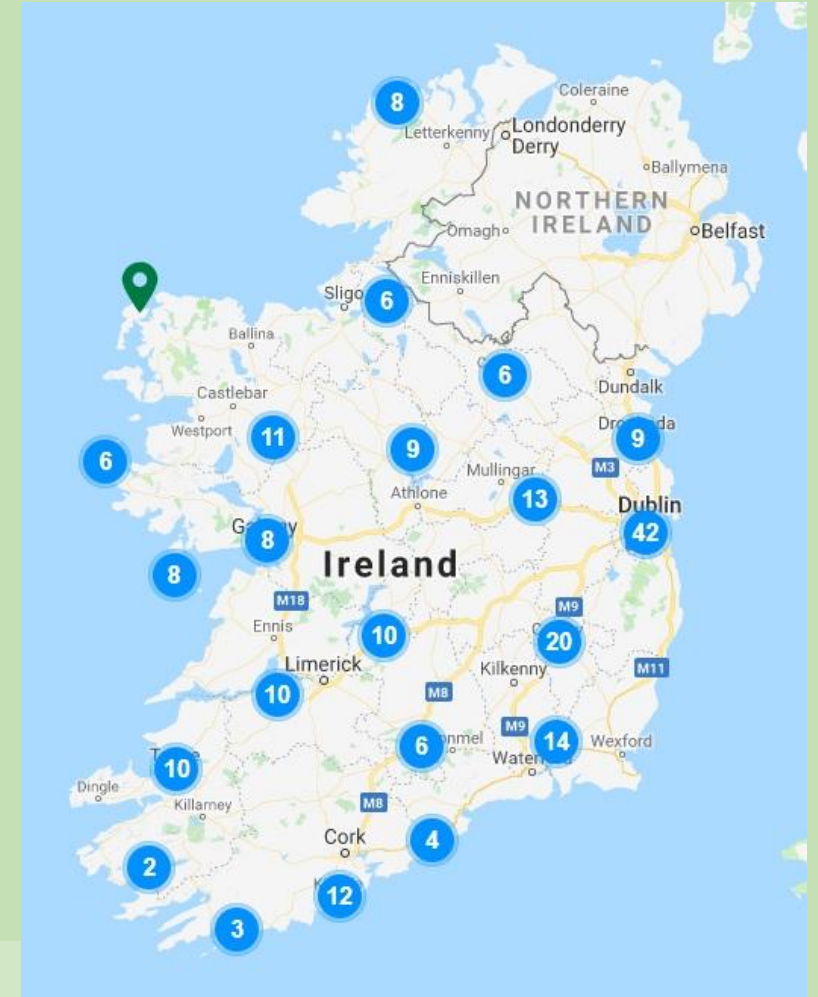 8
Coleraine
Letterkenny
Londonderry
Derry
Ballymena
NORTHERN
IRELAND
Omagh
Belfast
Enniskillen
Sligo
6
Ballina
6
Dundalk
Castlebar
Westport
11
9
9
6
M3
Mullingar
Athlone
13
Dublin
42
8
8
Ireland
M18
M9
Ennis
10
20
Limerick
Kilkenny
M11
10
M8
M9
14
Wexford
6
10
Dingle
Killarney
M8
Cork
4
2
12
3